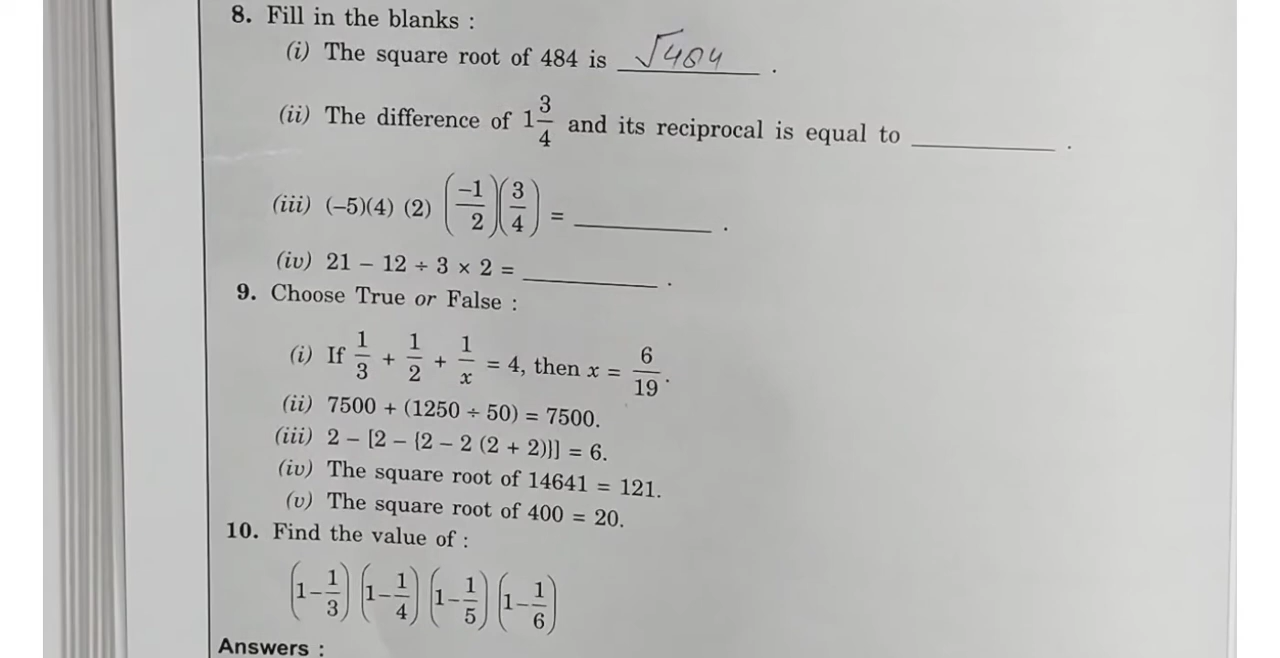 8. Fill in the blanks :
(i) The square root of 484 is √484 .
(ii) The difference of 1 3/4 and its reciprocal is equal to ________ .
(iii) (–5)(4) (2) (–1/2)(3/4) = ________ .
(iv) 21 – 12 ÷ 3 × 2 = ________ .
9. Choose True or False :
(i) If 1/3 + 1/2 + 1/x = 4, then x = 6/19.
(ii) 7500 + (1250 ÷ 50) = 7500.
(iii) 2 – [2 – {2 – 2 (2 + 2)}] = 6.
(iv) The square root of 14641 = 121.
(v) The square root of 400 = 20.
10. Find the value of :
(1–1/3) (1–1/4) (1–1/5) (1–1/6)
Answers :